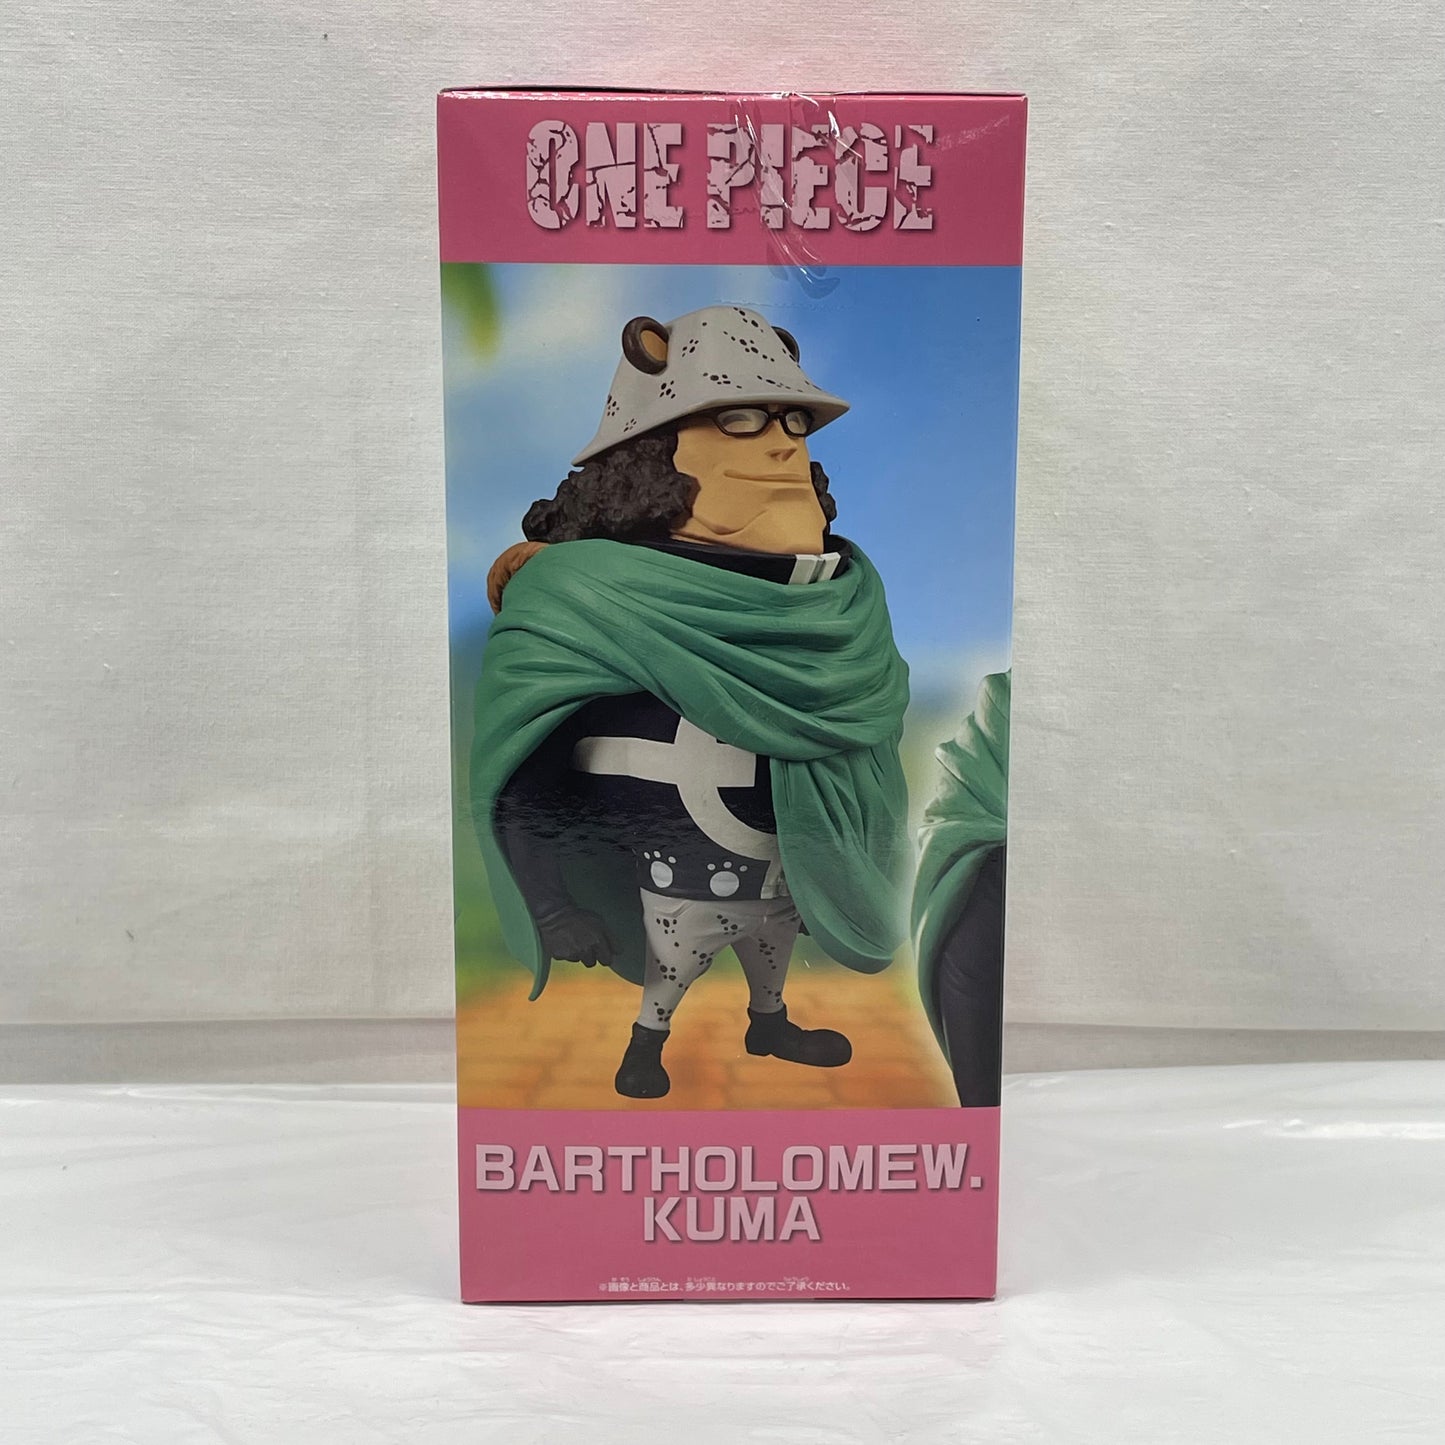 ONE PIECE
BARTHOLOMEW.
KUMA
※画像と商品とは、多少異なりますのでご了承ください。